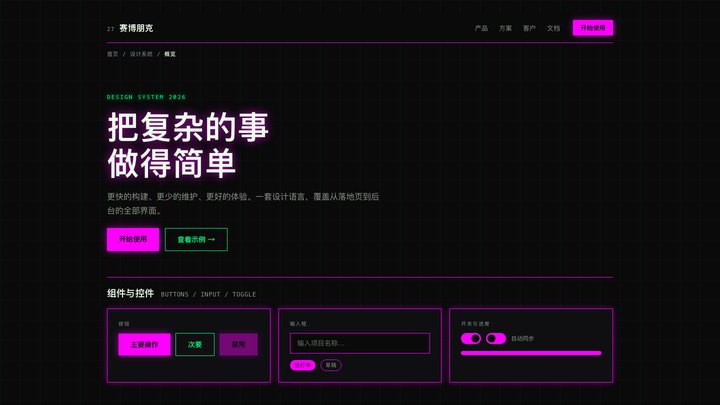 27 赛博朋克
产品 方案 客户 文档 开始使用
首页 / 设计系统 / 概览
DESIGN SYSTEM 2026
把复杂的事
做得简单
更快的构建、更少的维护、更好的体验。一套设计语言，覆盖从落地页到后
台的全部界面。
开始使用 查看示例 →
组件与控件 BUTTONS / INPUT / TOGGLE
按钮
主要操作 次要 禁用
输入框
输入项目名称...
进行中 草稿
开关与进度
自动同步